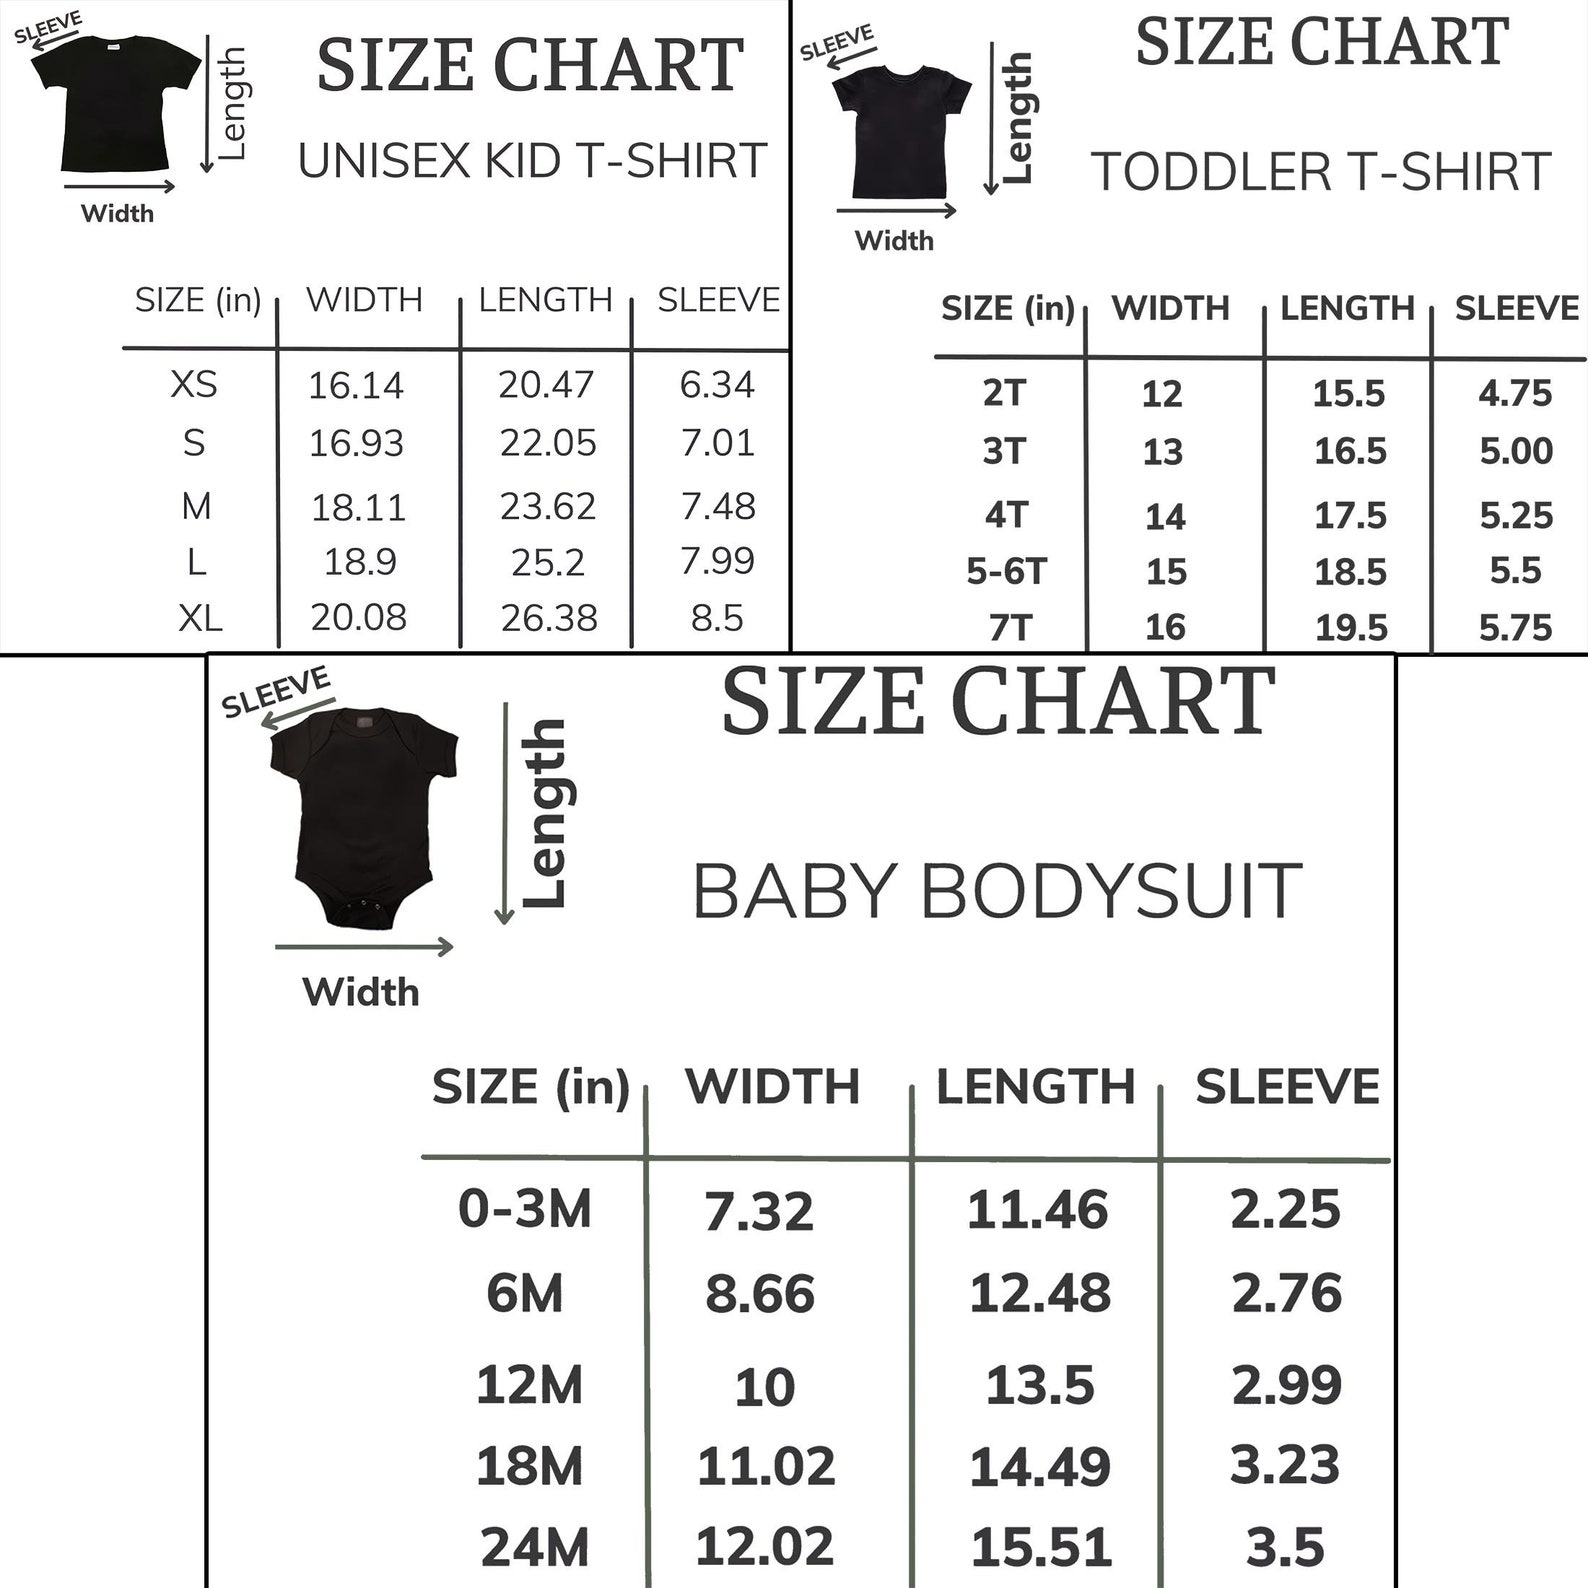 SLEEVE
Length
Width
SIZE CHART
UNISEX KID T-SHIRT
SIZE (in) WIDTH LENGTH SLEEVE
XS 16.14 20.47 6.34
S 16.93 22.05 7.01
M 18.11 23.62 7.48
L 18.9 25.2 7.99
XL 20.08 26.38 8.5
SLEEVE
Length
Width
SIZE CHART
TODDLER T-SHIRT
SIZE (in) WIDTH LENGTH SLEEVE
2T 12 15.5 4.75
3T 13 16.5 5.00
4T 14 17.5 5.25
5-6T 15 18.5 5.5
7T 16 19.5 5.75
SLEEVE
Length
Width
SIZE CHART
BABY BODYSUIT
SIZE (in) WIDTH LENGTH SLEEVE
0-3M 7.32 11.46 2.25
6M 8.66 12.48 2.76
12M 10 13.5 2.99
18M 11.02 14.49 3.23
24M 12.02 15.51 3.5